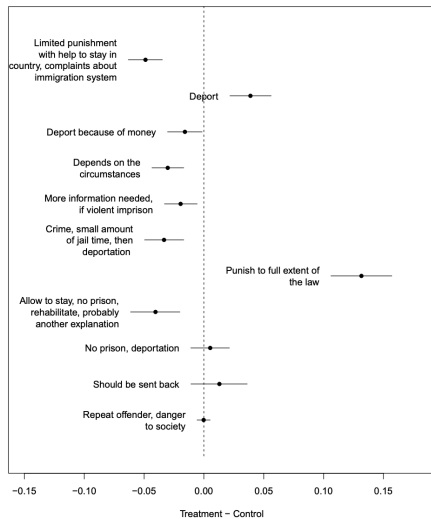 Limited punishment
with help to stay in
country, complaints about
immigration system
Deport
Deport because of money
Depends on the
circumstances
More information needed,
if violent imprison
Crime, small amount
of jail time, then
deportation
Punish to full extent of
the law
Allow to stay, no prison,
rehabilitate, probably
another explanation
No prison, deportation
Should be sent back
Repeat offender, danger
to society
−0.15 −0.10 −0.05 0.00 0.05 0.10 0.15
Treatment − Control